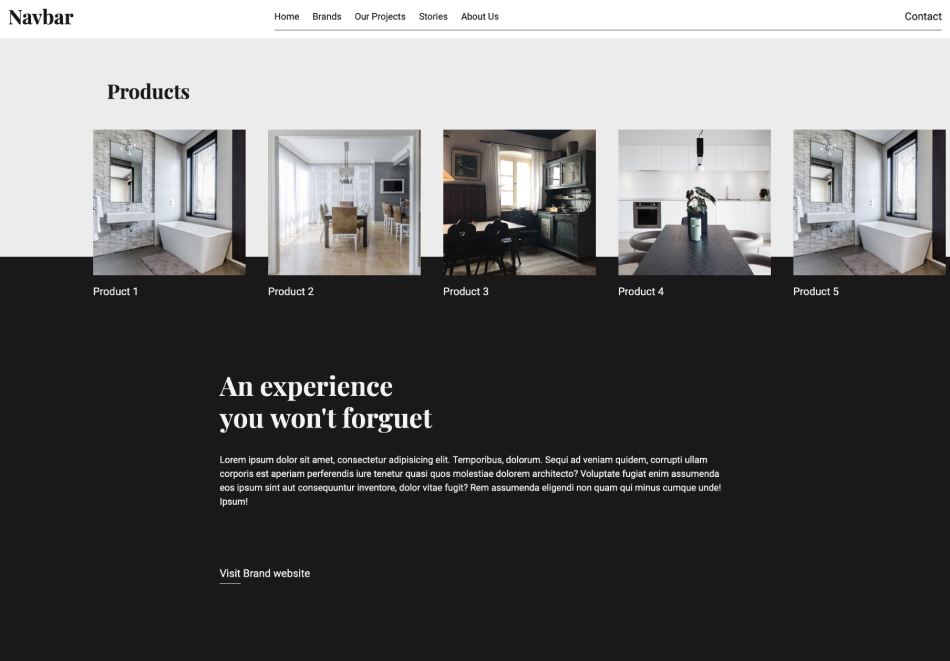 Navbar
Home Brands Our Projects Stories About Us Contact
Products
Product 1 Product 2 Product 3 Product 4 Product 5
An experience
you won't forguet
Lorem ipsum dolor sit amet, consectetur adipisicing elit. Temporibus, dolorum. Sequi ad veniam quidem, corrupti ullam
corporis est aperiam perferendis iure tenetur quasi quos molestiae dolorem architecto? Voluptate fugiat enim assumenda
eos ipsum sint aut consequuntur inventore, dolor vitae fugit? Rem assumenda eligendi non quam qui minus cumque unde!
Ipsum!
Visit Brand website